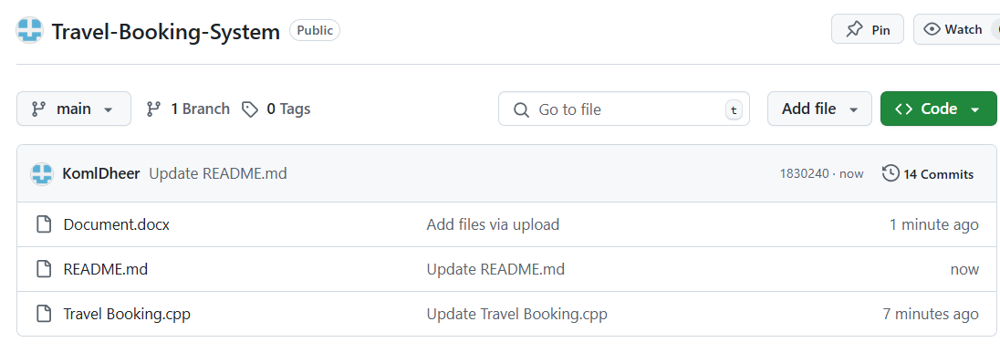 Travel-Booking-System Public Pin Watch
main 1 Branch 0 Tags Go to file t Add file Code
KomlDheer Update README.md 1830240 · now 14 Commits
Document.docx Add files via upload 1 minute ago
README.md Update README.md now
Travel Booking.cpp Update Travel Booking.cpp 7 minutes ago